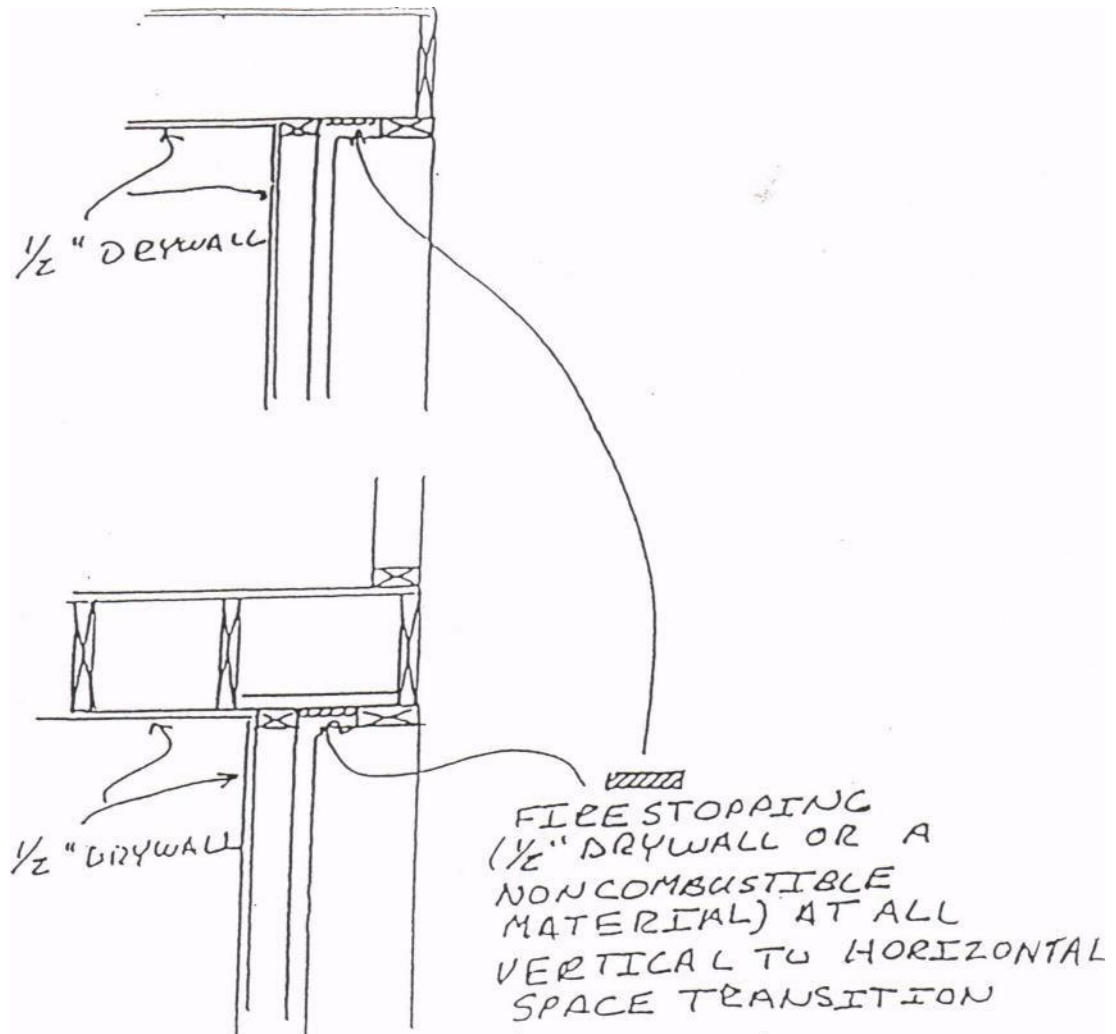 1/2" DRYWALL
1/2" DRYWALL
FIRESTOPPING
(1/2" DRYWALL OR A
NONCOMBUSTIBLE
MATERIAL) AT ALL
VERTICAL TO HORIZONTAL
SPACE TRANSITION